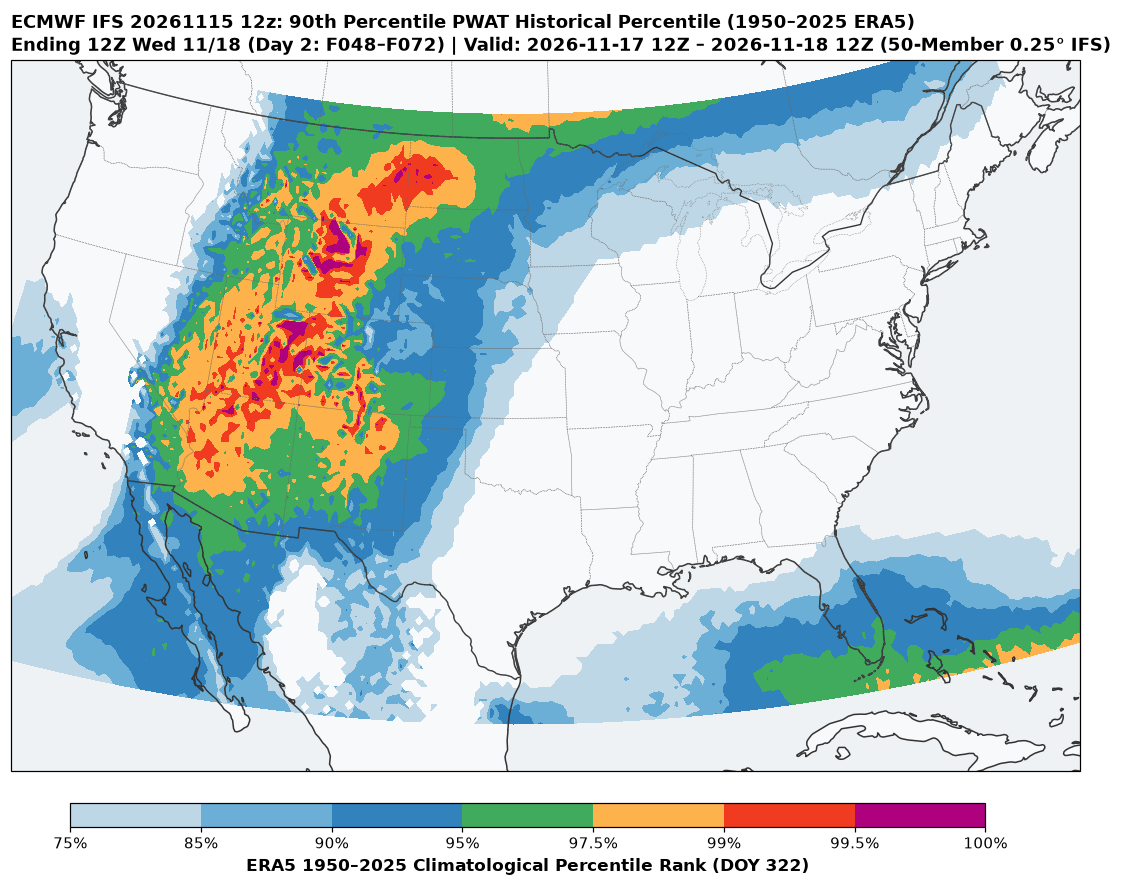 ECMWF IFS 20261115 12z: 90th Percentile PWAT Historical Percentile (1950–2025 ERA5)
Ending 12Z Wed 11/18 (Day 2: F048–F072) | Valid: 2026-11-17 12Z – 2026-11-18 12Z (50-Member 0.25° IFS)
75% 85% 90% 95% 97.5% 99% 99.5% 100%
ERA5 1950–2025 Climatological Percentile Rank (DOY 322)